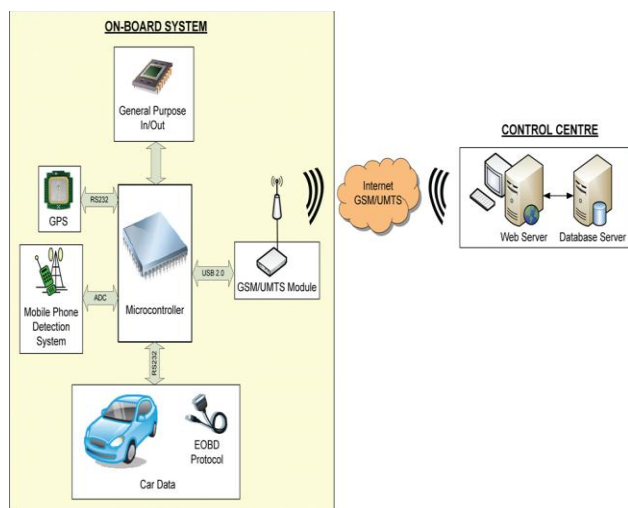 ON-BOARD SYSTEM
General Purpose
In/Out
GPS
RS232
Mobile Phone
Detection
System
ADC
Microcontroller
USB 2.0
GSM/UMTS Module
RS232
EOBD
Protocol
Car Data
Internet
GSM/UMTS
CONTROL CENTRE
Web Server
Database Server